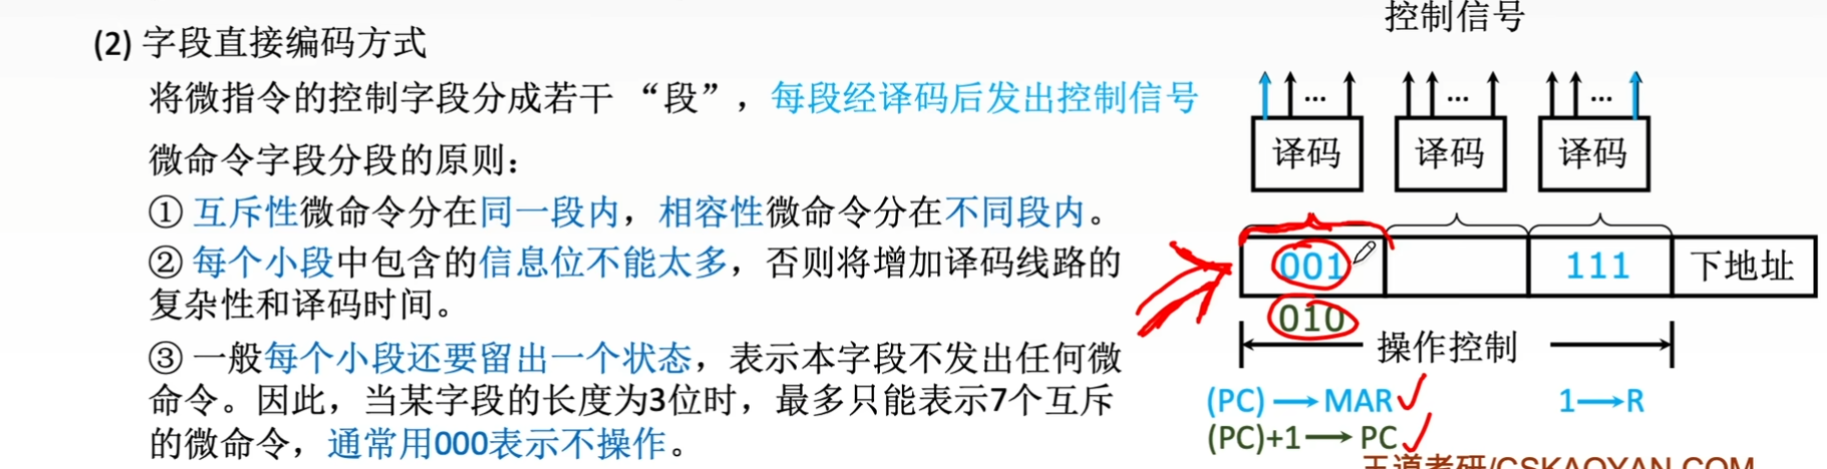 控制信号
(2) 字段直接编码方式
将微指令的控制字段分成若干 “段”，每段经译码后发出控制信号
微命令字段分段的原则：
① 互斥性微命令分在同一段内，相容性微命令分在不同段内。
② 每个小段中包含的信息位不能太多，否则将增加译码线路的
复杂性和译码时间。
③ 一般每个小段还要留出一个状态，表示本字段不发出任何微
命令。因此，当某字段的长度为3位时，最多只能表示7个互斥
的微命令，通常用000表示不操作。
... ... ...
译码 译码 译码
001 111 下地址
010
操作控制
(PC)→MAR 1→R
(PC)+1→PC
王道考研/CSKAOYAN.COM